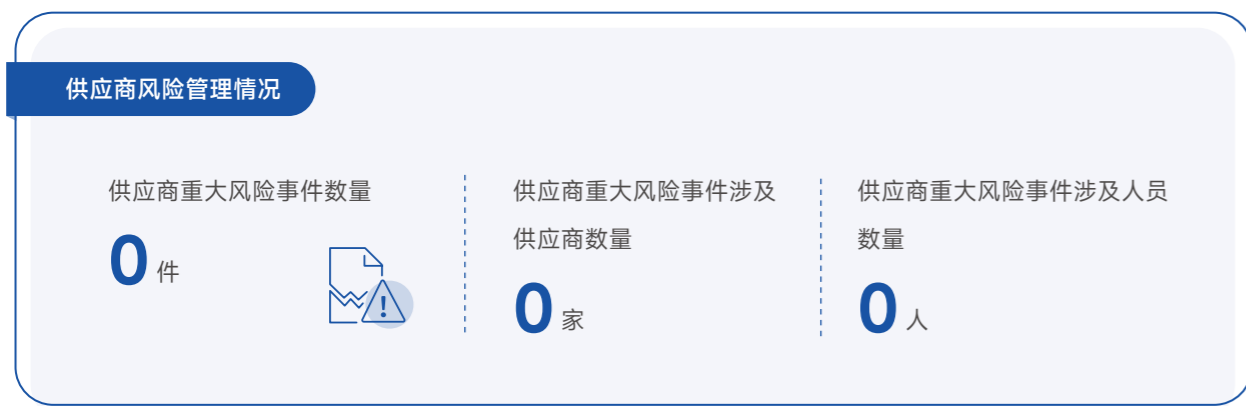 供应商风险管理情况
供应商重大风险事件数量
0 件
供应商重大风险事件涉及
供应商数量
0 家
供应商重大风险事件涉及人员
数量
0 人